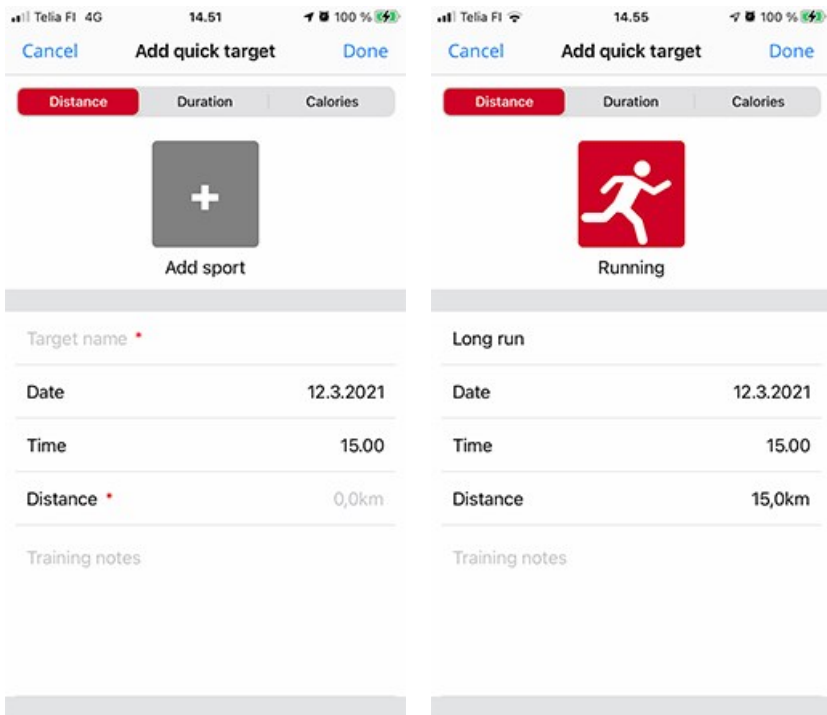 Telia FI 4G 14.51 100 %
Cancel Add quick target Done
Distance Duration Calories
+
Add sport
Target name *
Date 12.3.2021
Time 15.00
Distance * 0,0km
Training notes
Telia FI 14.55 100 %
Cancel Add quick target Done
Distance Duration Calories
Running
Long run
Date 12.3.2021
Time 15.00
Distance 15,0km
Training notes